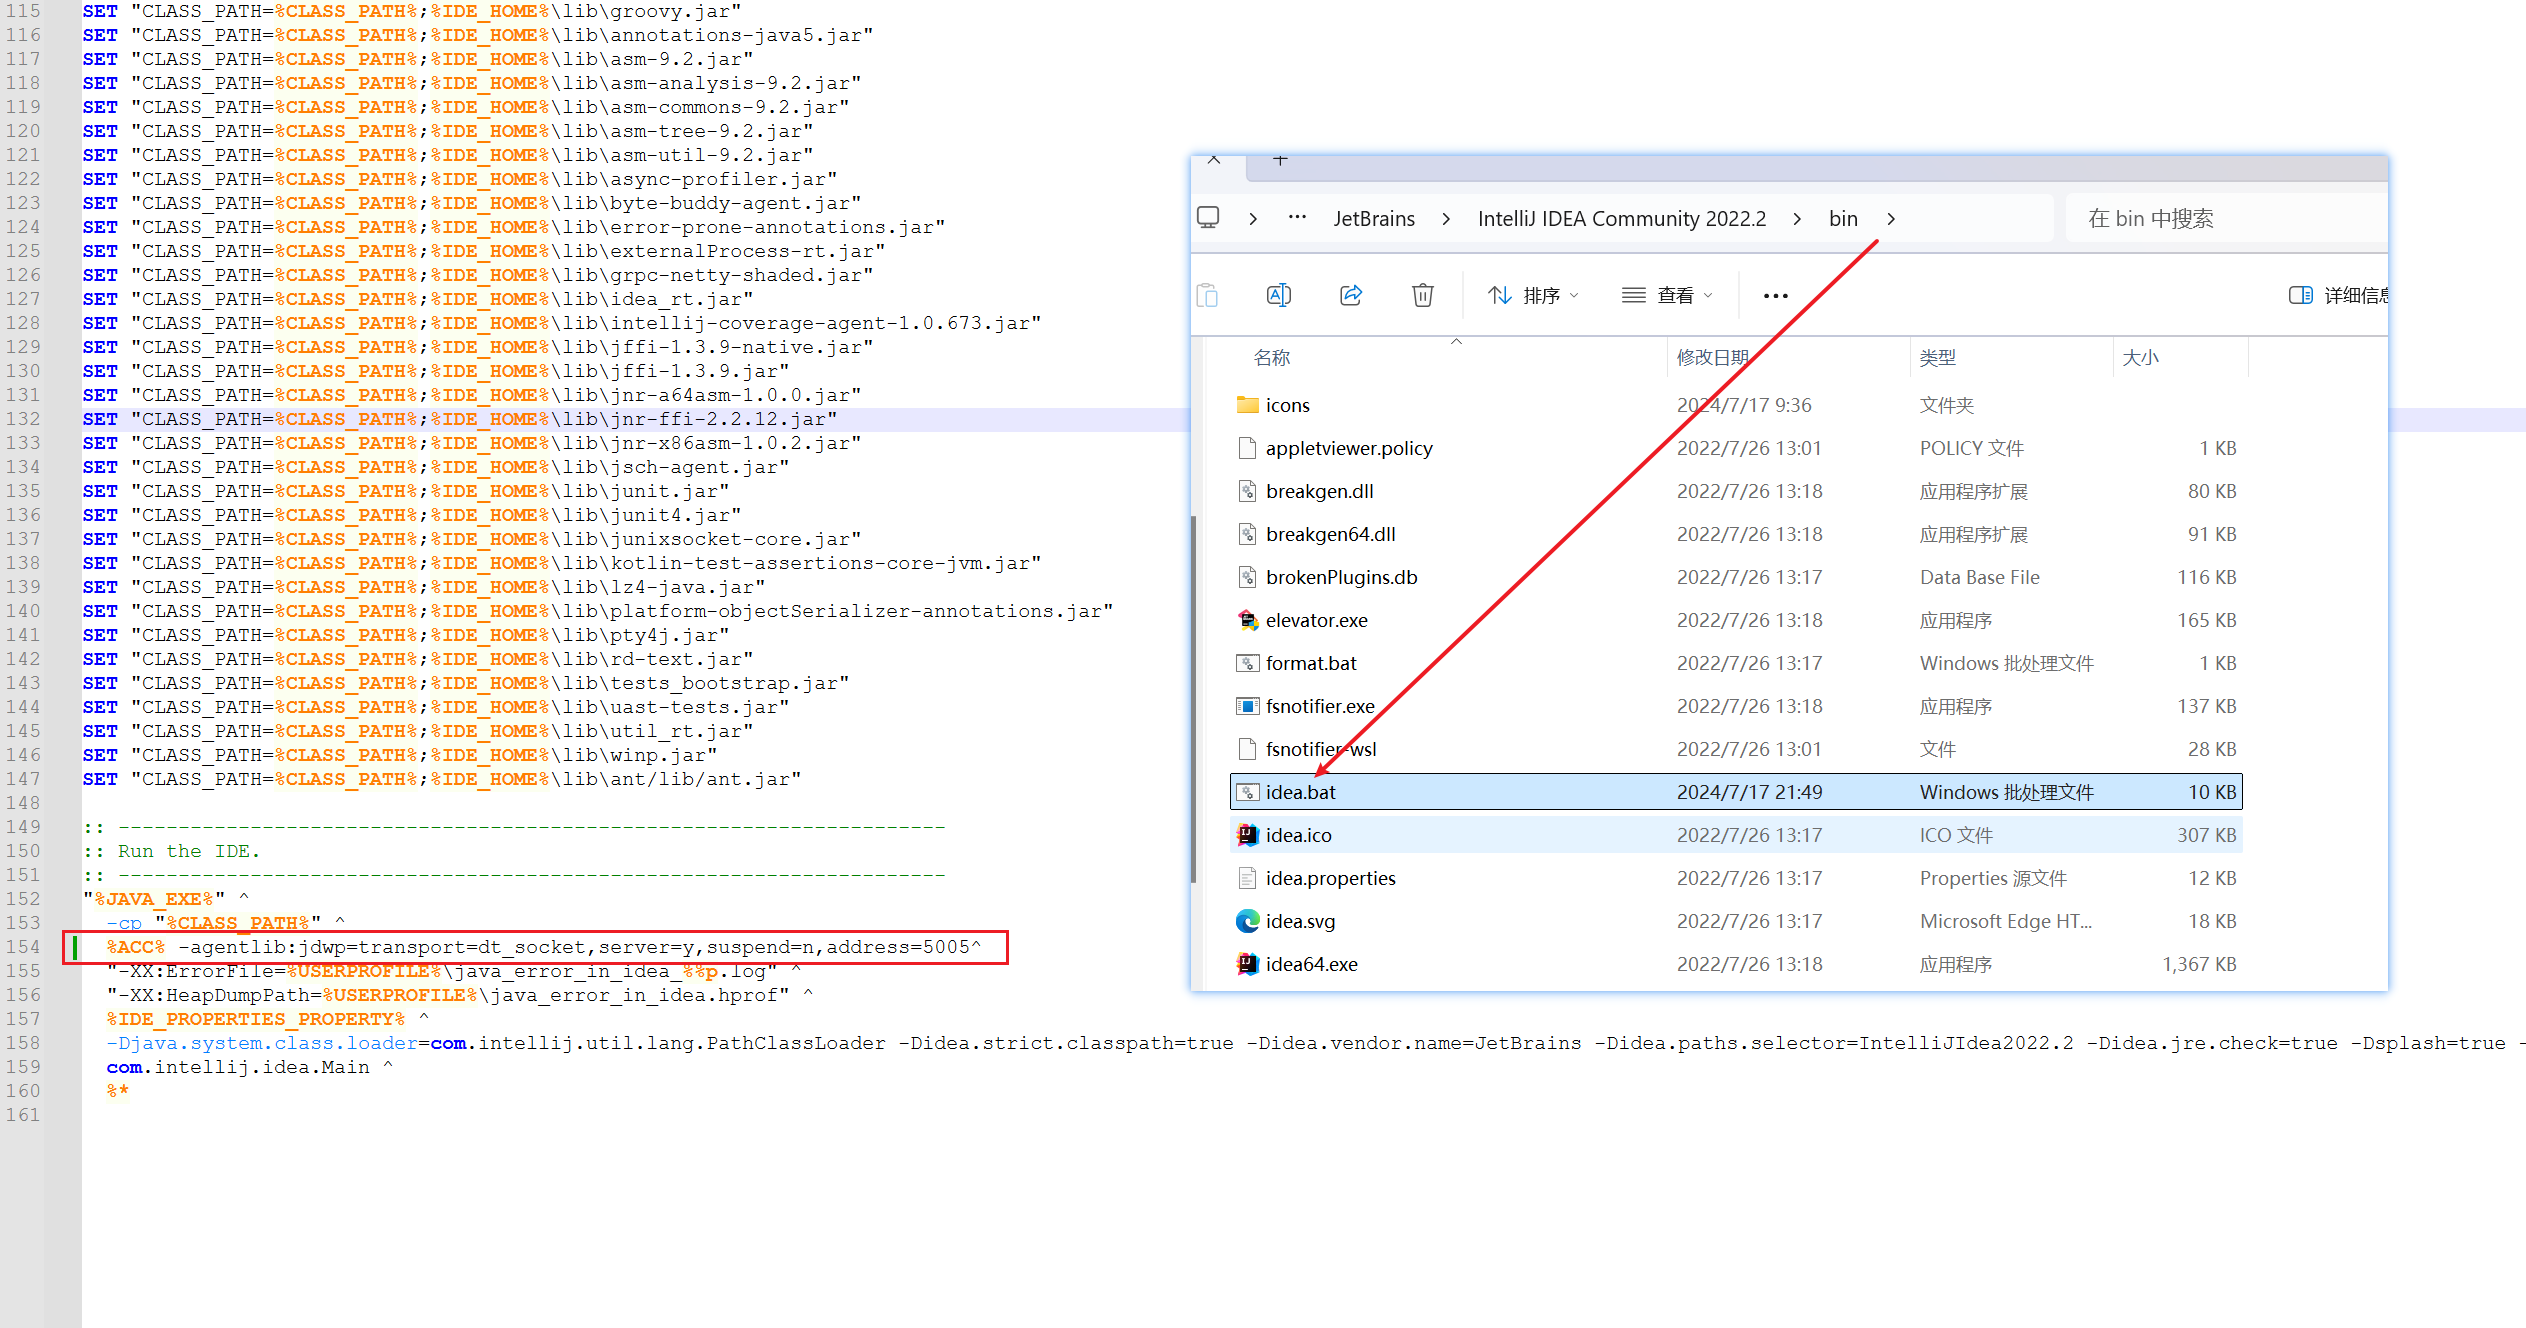 115 SET "CLASS_PATH=%CLASS_PATH%;%IDE_HOME%\lib\groovy.jar"
116 SET "CLASS_PATH=%CLASS_PATH%;%IDE_HOME%\lib\annotations-java5.jar"
117 SET "CLASS_PATH=%CLASS_PATH%;%IDE_HOME%\lib\asm-9.2.jar"
118 SET "CLASS_PATH=%CLASS_PATH%;%IDE_HOME%\lib\asm-analysis-9.2.jar"
119 SET "CLASS_PATH=%CLASS_PATH%;%IDE_HOME%\lib\asm-commons-9.2.jar"
120 SET "CLASS_PATH=%CLASS_PATH%;%IDE_HOME%\lib\asm-tree-9.2.jar"
121 SET "CLASS_PATH=%CLASS_PATH%;%IDE_HOME%\lib\asm-util-9.2.jar"
122 SET "CLASS_PATH=%CLASS_PATH%;%IDE_HOME%\lib\async-profiler.jar"
123 SET "CLASS_PATH=%CLASS_PATH%;%IDE_HOME%\lib\byte-buddy-agent.jar"
124 SET "CLASS_PATH=%CLASS_PATH%;%IDE_HOME%\lib\error-prone-annotations.jar"
125 SET "CLASS_PATH=%CLASS_PATH%;%IDE_HOME%\lib\externalProcess-rt.jar"
126 SET "CLASS_PATH=%CLASS_PATH%;%IDE_HOME%\lib\grpc-netty-shaded.jar"
127 SET "CLASS_PATH=%CLASS_PATH%;%IDE_HOME%\lib\idea_rt.jar"
128 SET "CLASS_PATH=%CLASS_PATH%;%IDE_HOME%\lib\intellij-coverage-agent-1.0.673.jar"
129 SET "CLASS_PATH=%CLASS_PATH%;%IDE_HOME%\lib\jffi-1.3.9-native.jar"
130 SET "CLASS_PATH=%CLASS_PATH%;%IDE_HOME%\lib\jffi-1.3.9.jar"
131 SET "CLASS_PATH=%CLASS_PATH%;%IDE_HOME%\lib\jnr-a64asm-1.0.0.jar"
132 SET "CLASS_PATH=%CLASS_PATH%;%IDE_HOME%\lib\jnr-ffi-2.2.12.jar"
133 SET "CLASS_PATH=%CLASS_PATH%;%IDE_HOME%\lib\jnr-x86asm-1.0.2.jar"
134 SET "CLASS_PATH=%CLASS_PATH%;%IDE_HOME%\lib\jsch-agent.jar"
135 SET "CLASS_PATH=%CLASS_PATH%;%IDE_HOME%\lib\junit.jar"
136 SET "CLASS_PATH=%CLASS_PATH%;%IDE_HOME%\lib\junit4.jar"
137 SET "CLASS_PATH=%CLASS_PATH%;%IDE_HOME%\lib\junixsocket-core.jar"
138 SET "CLASS_PATH=%CLASS_PATH%;%IDE_HOME%\lib\kotlin-test-assertions-core-jvm.jar"
139 SET "CLASS_PATH=%CLASS_PATH%;%IDE_HOME%\lib\lz4-java.jar"
140 SET "CLASS_PATH=%CLASS_PATH%;%IDE_HOME%\lib\platform-objectSerializer-annotations.jar"
141 SET "CLASS_PATH=%CLASS_PATH%;%IDE_HOME%\lib\pty4j.jar"
142 SET "CLASS_PATH=%CLASS_PATH%;%IDE_HOME%\lib\rd-text.jar"
143 SET "CLASS_PATH=%CLASS_PATH%;%IDE_HOME%\lib\tests_bootstrap.jar"
144 SET "CLASS_PATH=%CLASS_PATH%;%IDE_HOME%\lib\uast-tests.jar"
145 SET "CLASS_PATH=%CLASS_PATH%;%IDE_HOME%\lib\util_rt.jar"
146 SET "CLASS_PATH=%CLASS_PATH%;%IDE_HOME%\lib\winp.jar"
147 SET "CLASS_PATH=%CLASS_PATH%;%IDE_HOME%\lib\ant/lib/ant.jar"
148
149 :: ---------------------------------------------------------------------
150 :: Run the IDE.
151 :: ---------------------------------------------------------------------
152 "%JAVA_EXE%" ^
153 -cp "%CLASS_PATH%" ^
154 %ACC% -agentlib:jdwp=transport=dt_socket,server=y,suspend=n,address=5005^
155 "-XX:ErrorFile=%USERPROFILE%\java_error_in_idea_%%p.log" ^
156 "-XX:HeapDumpPath=%USERPROFILE%\java_error_in_idea.hprof" ^
157 %IDE_PROPERTIES_PROPERTY% ^
158 -Djava.system.class.loader=com.intellij.util.lang.PathClassLoader -Didea.strict.classpath=true -Didea.vendor.name=JetBrains -Didea.paths.selector=IntelliJIdea2022.2 -Didea.jre.check=true -Dsplash=true -
159 com.intellij.idea.Main ^
160 %*
161
JetBrains > IntelliJ IDEA Community 2022.2 > bin > 在 bin 中搜索
排序 查看 ••• 详细信息
名称 修改日期 类型 大小
icons 2024/7/17 9:36 文件夹
appletviewer.policy 2022/7/26 13:01 POLICY 文件 1 KB
breakgen.dll 2022/7/26 13:18 应用程序扩展 80 KB
breakgen64.dll 2022/7/26 13:18 应用程序扩展 91 KB
brokenPlugins.db 2022/7/26 13:17 Data Base File 116 KB
elevator.exe 2022/7/26 13:18 应用程序 165 KB
format.bat 2022/7/26 13:17 Windows 批处理文件 1 KB
fsnotifier.exe 2022/7/26 13:18 应用程序 137 KB
fsnotifier-wsl 2022/7/26 13:01 文件 28 KB
idea.bat 2024/7/17 21:49 Windows 批处理文件 10 KB
idea.ico 2022/7/26 13:17 ICO 文件 307 KB
idea.properties 2022/7/26 13:17 Properties 源文件 12 KB
idea.svg 2022/7/26 13:17 Microsoft Edge HT... 18 KB
idea64.exe 2022/7/26 13:18 应用程序 1,367 KB